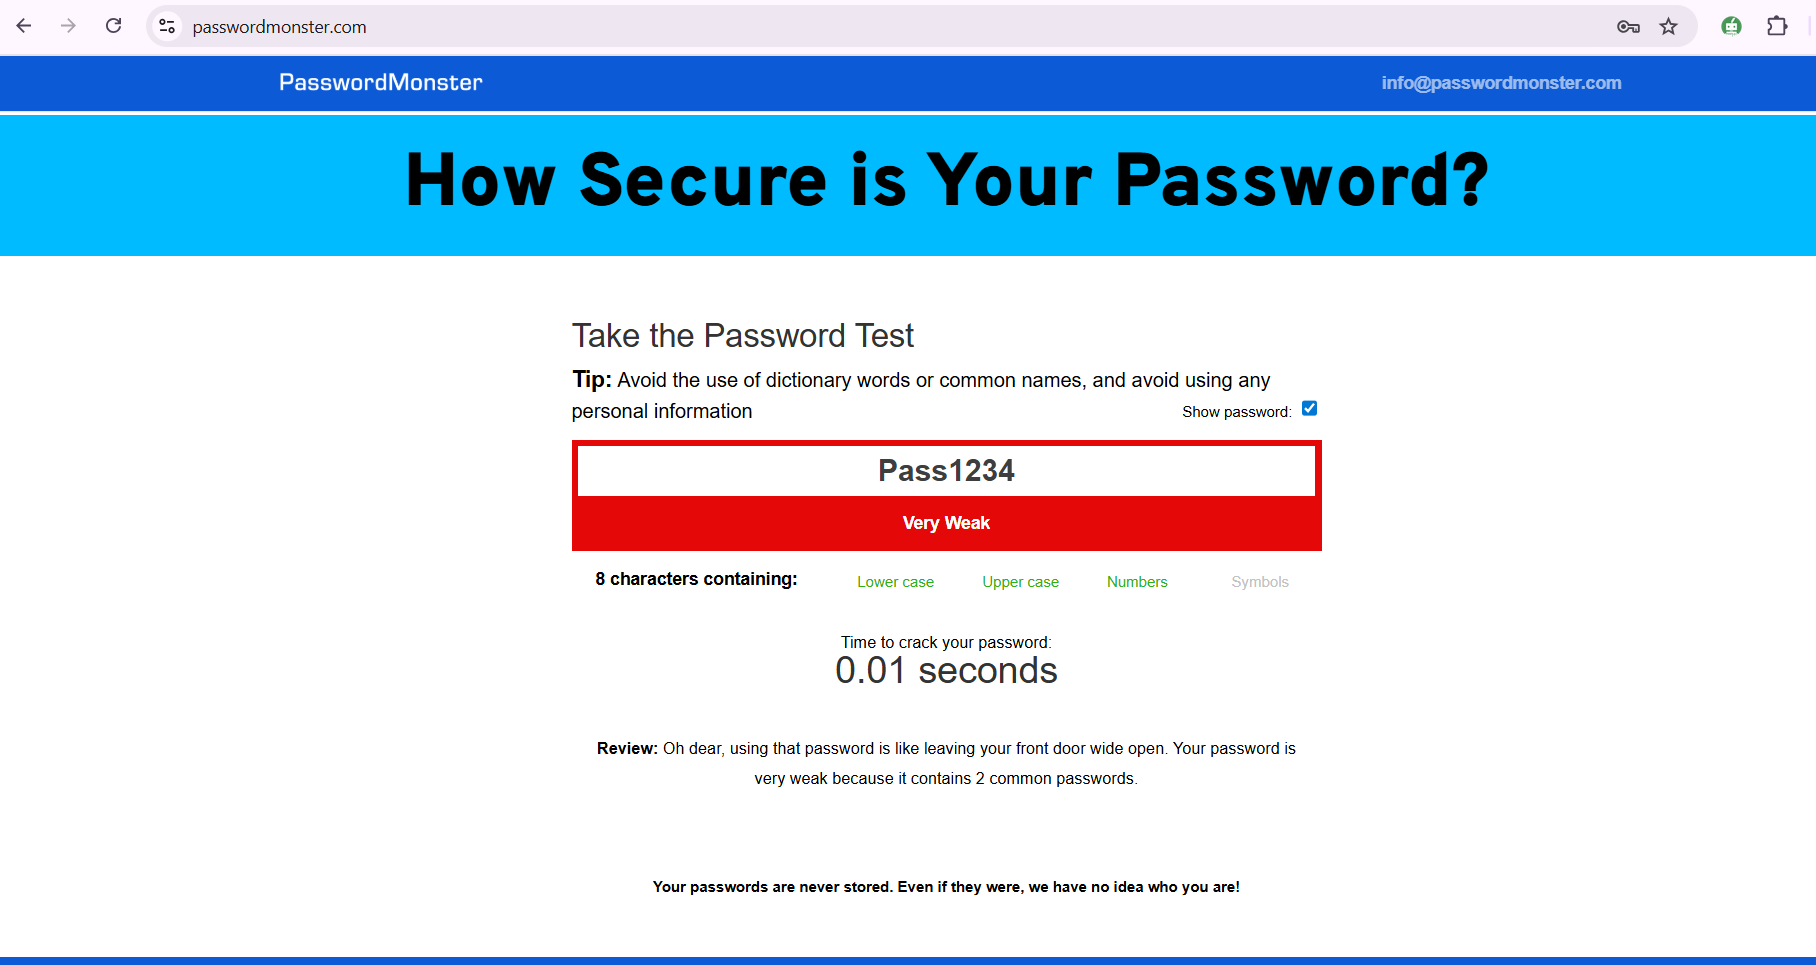 passwordmonster.com
PasswordMonster
info@passwordmonster.com
How Secure is Your Password?
Take the Password Test
Tip: Avoid the use of dictionary words or common names, and avoid using any
personal information
Show password:
Pass1234
Very Weak
8 characters containing:
Lower case
Upper case
Numbers
Symbols
Time to crack your password:
0.01 seconds
Review: Oh dear, using that password is like leaving your front door wide open. Your password is
very weak because it contains 2 common passwords.
Your passwords are never stored. Even if they were, we have no idea who you are!